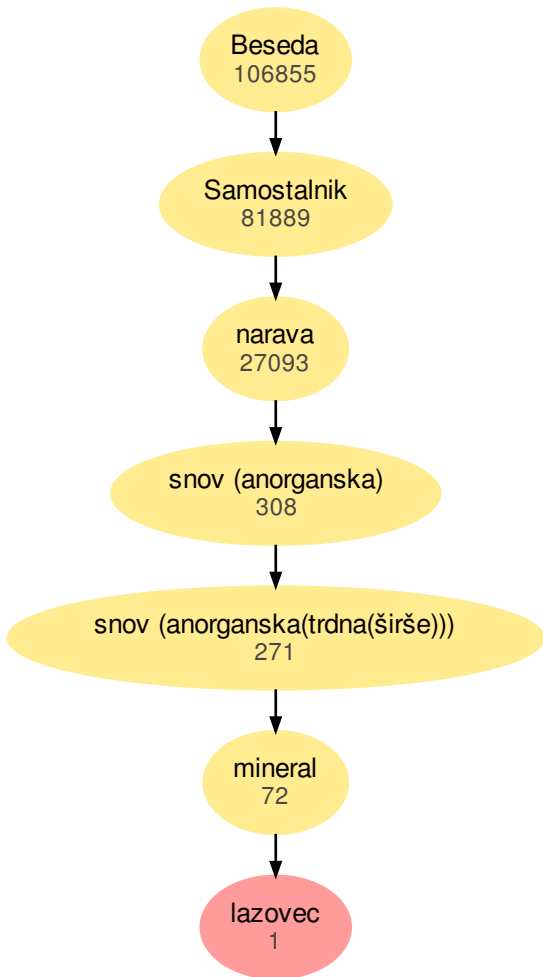 Beseda
106855
Samostalnik
81889
narava
27093
snov (anorganska)
308
snov (anorganska(trdna(širše)))
271
mineral
72
lazovec
1